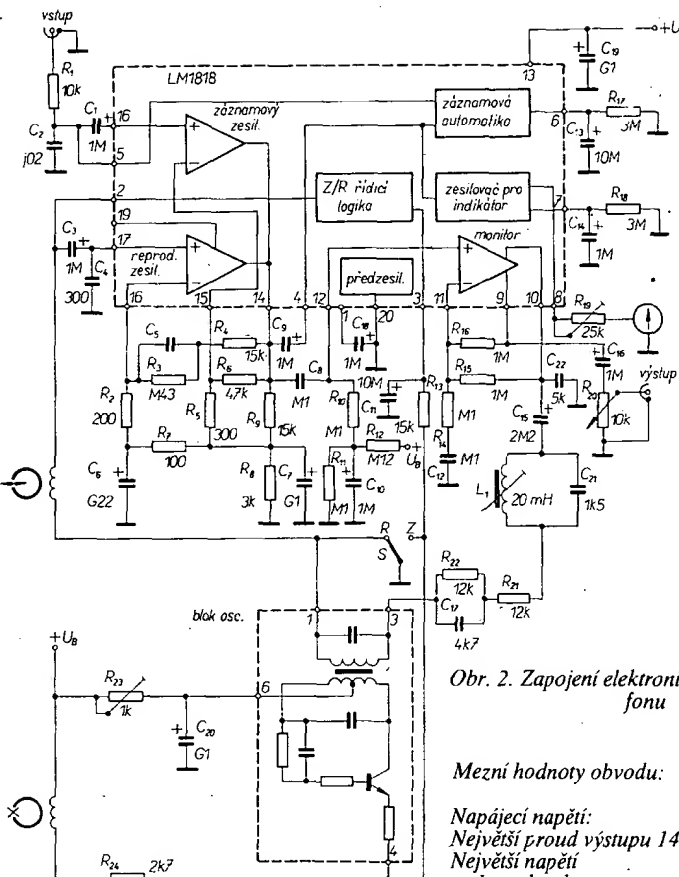 vstup
+U
R1
10k
C1
1M
C2
j02
LM1818
16
5
2
19
17
záznamový
zesil.
reprod.
zesil.
Z/R řídicí
logika
záznamová
automatika
zesilovač pro
indikátor
monitor
předzesil.
13
C19
G1
6
R17
3M
C13
10M
7
R18
3M
C14
1M
C3
1M
C4
300
16
15
14
4
12
1
20
3
11
9
10
8
R19
25k
C5
R4
15k
C9
1M
C18
1M
R16
1M
C16
1M
výstup
R3
M43
R6
4,7k
C8
M1
10M
C11
15k
R13
R15
1M
C22
5k
R20
10k
R2
200
R5
300
R9
15k
R10
M1
R12
M12
UB
M1
R14
C15
2M2
R7
100
C6
G22
R8
3k
C7
G1
R11
M1
C10
1M
C12
M1
L1
20 mH
C21
1k5
R
Z
S
R22
12k
C17
4k7
R21
12k
blok osc.
1
3
+UB
R23
1k
6
C20
G1
4
R24
2k7
Obr. 2. Zapojení elektroni
fonu
Mezní hodnoty obvodu:
Napájecí napětí:
Největší proud výstupu 14
Největší napětí